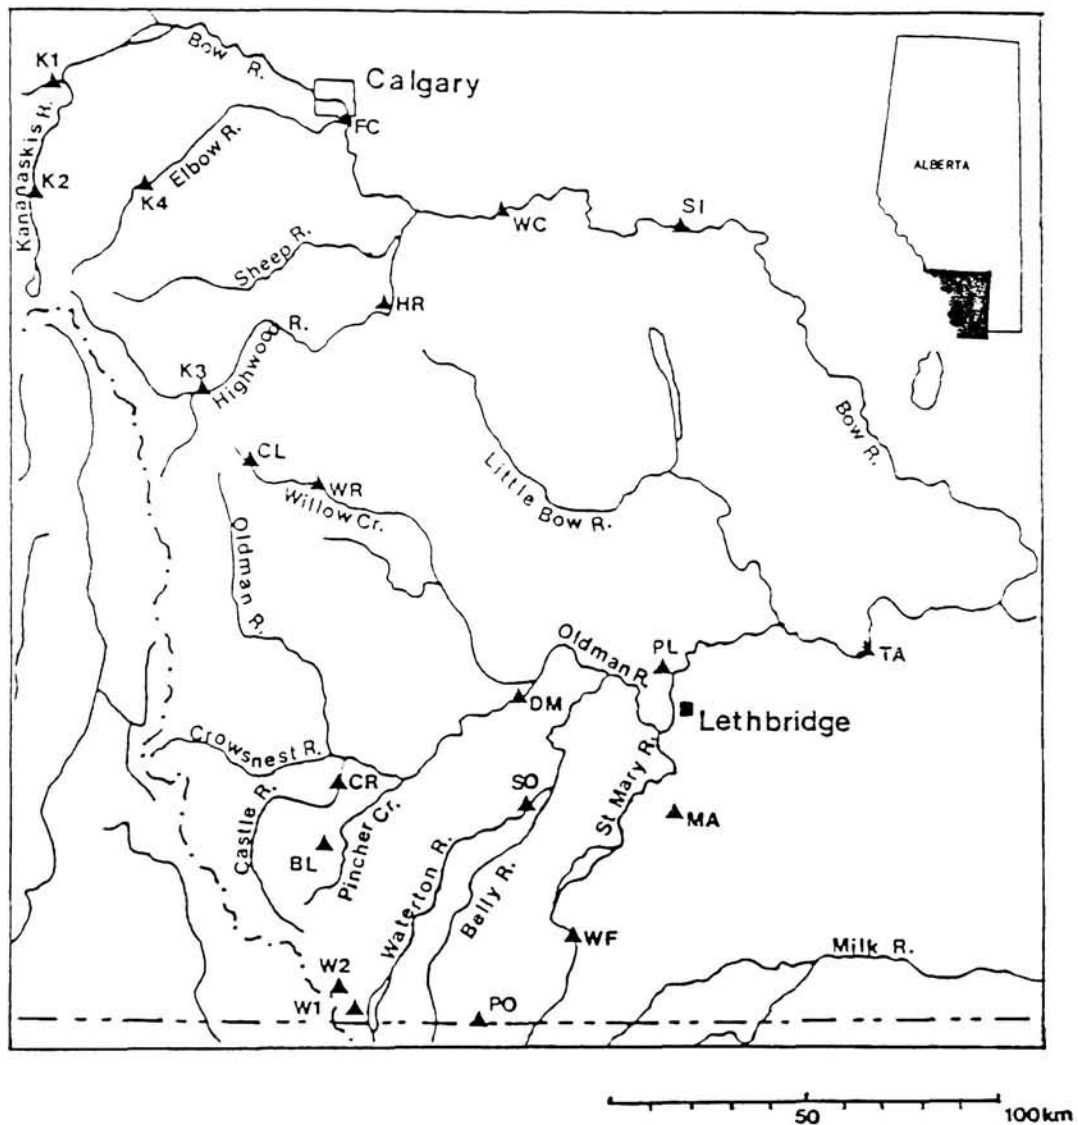 K1
Bow R.
Calgary
FC
Kananaskis R.
Elbow R.
ALBERTA
K2
K4
WC
SI
Sheep R.
HR
Highwood R.
K3
Bow R.
CL
WR
Willow Cr.
Little Bow R.
Oldman R.
Oldman R.
PL
TA
DM
Lethbridge
Crowsnest R.
CR
Castle R.
SO
St Mary R.
MA
BL
Pincher Cr.
Waterton R.
Belly R.
WF
Milk R.
W2
W1
PO
50
100 km